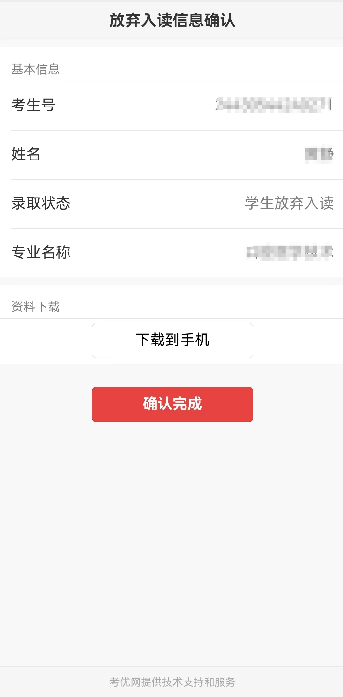 放弃入读信息确认
基本信息
考生号
姓名
录取状态 学生放弃入读
专业名称
资料下载
下载到手机
确认完成
考优网提供技术支持和服务